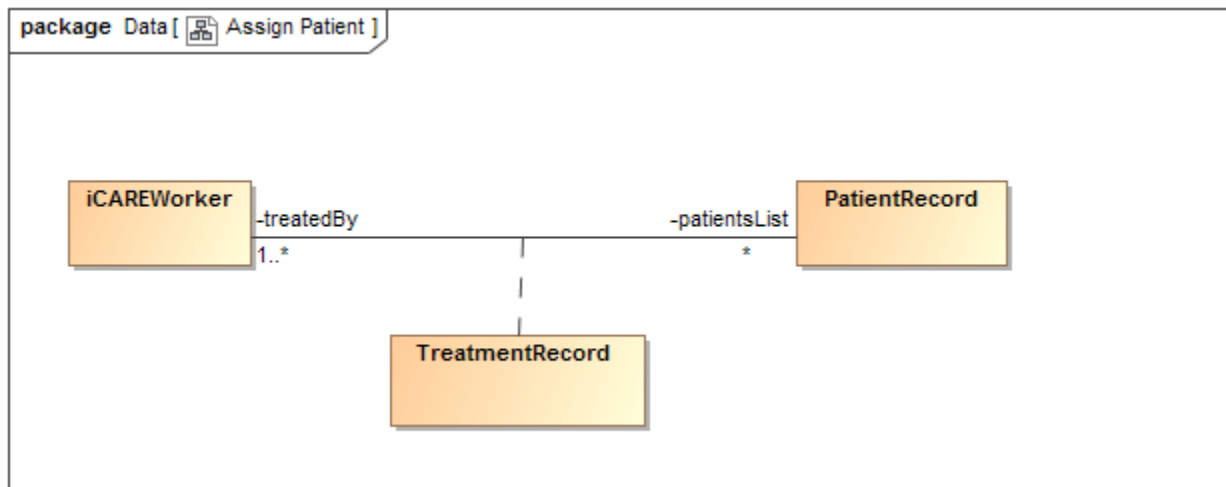 package Data [ Assign Patient ]
iCAREWorker
-treatedBy
1..*
-patientsList
*
PatientRecord
TreatmentRecord